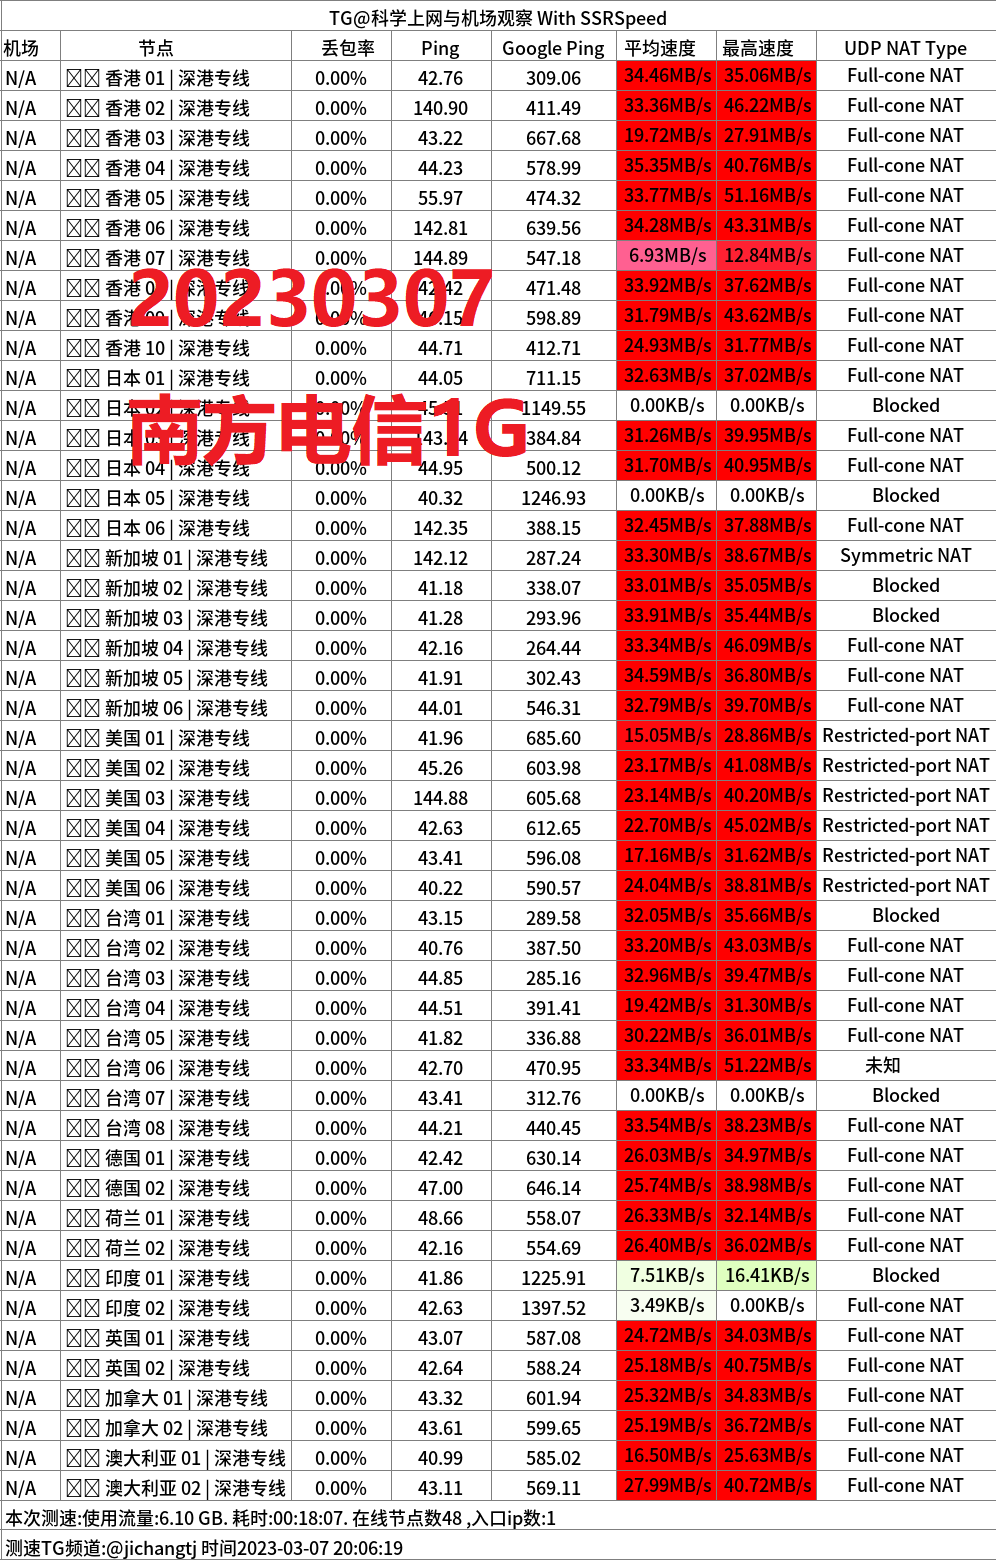 TG@科学上网与机场观察 With SSRSpeed
机场 节点 丢包率 Ping Google Ping 平均速度 最高速度 UDP NAT Type
N/A 香港 01 | 深港专线 0.00% 42.76 309.06 34.46MB/s 35.06MB/s Full-cone NAT
N/A 香港 02 | 深港专线 0.00% 140.90 411.49 33.36MB/s 46.22MB/s Full-cone NAT
N/A 香港 03 | 深港专线 0.00% 43.22 667.68 19.72MB/s 27.91MB/s Full-cone NAT
N/A 香港 04 | 深港专线 0.00% 44.23 578.99 35.35MB/s 40.76MB/s Full-cone NAT
N/A 香港 05 | 深港专线 0.00% 55.97 474.32 33.77MB/s 51.16MB/s Full-cone NAT
N/A 香港 06 | 深港专线 0.00% 142.81 639.56 34.28MB/s 43.31MB/s Full-cone NAT
N/A 香港 07 | 深港专线 0.00% 144.89 547.18 6.93MB/s 12.84MB/s Full-cone NAT
N/A 香港 深港专线 0.00% 42.42 471.48 33.92MB/s 37.62MB/s Full-cone NAT
20230307
N/A 香港 09 | 深港专线 0.00% 598.89 31.79MB/s 43.62MB/s Full-cone NAT
N/A 香港 10 | 深港专线 0.00% 44.71 412.71 24.93MB/s 31.77MB/s Full-cone NAT
N/A 日本 01 | 深港专线 0.00% 44.05 711.15 32.63MB/s 37.02MB/s Full-cone NAT
N/A 日本 02 | 深港专线 0.00% 1149.55 0.00KB/s 0.00KB/s Blocked
南方电信1G
N/A 日本 03 | 深港专线 0.00% 384.84 31.26MB/s 39.95MB/s Full-cone NAT
N/A 日本 04 | 深港专线 0.00% 44.95 500.12 31.70MB/s 40.95MB/s Full-cone NAT
N/A 日本 05 | 深港专线 0.00% 40.32 1246.93 0.00KB/s 0.00KB/s Blocked
N/A 日本 06 | 深港专线 0.00% 142.35 388.15 32.45MB/s 37.88MB/s Full-cone NAT
N/A 新加坡 01 | 深港专线 0.00% 142.12 287.24 33.30MB/s 38.67MB/s Symmetric NAT
N/A 新加坡 02 | 深港专线 0.00% 41.18 338.07 33.01MB/s 35.05MB/s Blocked
N/A 新加坡 03 | 深港专线 0.00% 41.28 293.96 33.91MB/s 35.44MB/s Blocked
N/A 新加坡 04 | 深港专线 0.00% 42.16 264.44 33.34MB/s 46.09MB/s Full-cone NAT
N/A 新加坡 05 | 深港专线 0.00% 41.91 302.43 34.59MB/s 36.80MB/s Full-cone NAT
N/A 新加坡 06 | 深港专线 0.00% 44.01 546.31 32.79MB/s 39.70MB/s Full-cone NAT
N/A 美国 01 | 深港专线 0.00% 41.96 685.60 15.05MB/s 28.86MB/s Restricted-port NAT
N/A 美国 02 | 深港专线 0.00% 45.26 603.98 23.17MB/s 41.08MB/s Restricted-port NAT
N/A 美国 03 | 深港专线 0.00% 144.88 605.68 23.14MB/s 40.20MB/s Restricted-port NAT
N/A 美国 04 | 深港专线 0.00% 42.63 612.65 22.70MB/s 45.02MB/s Restricted-port NAT
N/A 美国 05 | 深港专线 0.00% 43.41 596.08 17.16MB/s 31.62MB/s Restricted-port NAT
N/A 美国 06 | 深港专线 0.00% 40.22 590.57 24.04MB/s 38.81MB/s Restricted-port NAT
N/A 台湾 01 | 深港专线 0.00% 43.15 289.58 32.05MB/s 35.66MB/s Blocked
N/A 台湾 02 | 深港专线 0.00% 40.76 387.50 33.20MB/s 43.03MB/s Full-cone NAT
N/A 台湾 03 | 深港专线 0.00% 44.85 285.16 32.96MB/s 39.47MB/s Full-cone NAT
N/A 台湾 04 | 深港专线 0.00% 44.51 391.41 19.42MB/s 31.30MB/s Full-cone NAT
N/A 台湾 05 | 深港专线 0.00% 41.82 336.88 30.22MB/s 36.01MB/s Full-cone NAT
N/A 台湾 06 | 深港专线 0.00% 42.70 470.95 33.34MB/s 51.22MB/s 未知
N/A 台湾 07 | 深港专线 0.00% 43.41 312.76 0.00KB/s 0.00KB/s Blocked
N/A 台湾 08 | 深港专线 0.00% 44.21 440.45 33.54MB/s 38.23MB/s Full-cone NAT
N/A 德国 01 | 深港专线 0.00% 42.42 630.14 26.03MB/s 34.97MB/s Full-cone NAT
N/A 德国 02 | 深港专线 0.00% 47.00 646.14 25.74MB/s 38.98MB/s Full-cone NAT
N/A 荷兰 01 | 深港专线 0.00% 48.66 558.07 26.33MB/s 32.14MB/s Full-cone NAT
N/A 荷兰 02 | 深港专线 0.00% 42.16 554.69 26.40MB/s 36.02MB/s Full-cone NAT
N/A 印度 01 | 深港专线 0.00% 41.86 1225.91 7.51KB/s 16.41KB/s Blocked
N/A 印度 02 | 深港专线 0.00% 42.63 1397.52 3.49KB/s 0.00KB/s Full-cone NAT
N/A 英国 01 | 深港专线 0.00% 43.07 587.08 24.72MB/s 34.03MB/s Full-cone NAT
N/A 英国 02 | 深港专线 0.00% 42.64 588.24 25.18MB/s 40.75MB/s Full-cone NAT
N/A 加拿大 01 | 深港专线 0.00% 43.32 601.94 25.32MB/s 34.83MB/s Full-cone NAT
N/A 加拿大 02 | 深港专线 0.00% 43.61 599.65 25.19MB/s 36.72MB/s Full-cone NAT
N/A 澳大利亚 01 | 深港专线 0.00% 40.99 585.02 16.50MB/s 25.63MB/s Full-cone NAT
N/A 澳大利亚 02 | 深港专线 0.00% 43.11 569.11 27.99MB/s 40.72MB/s Full-cone NAT
本次测速:使用流量:6.10 GB. 耗时:00:18:07. 在线节点数48 ,入口ip数:1
测速TG频道:@jichangtj 时间2023-03-07 20:06:19